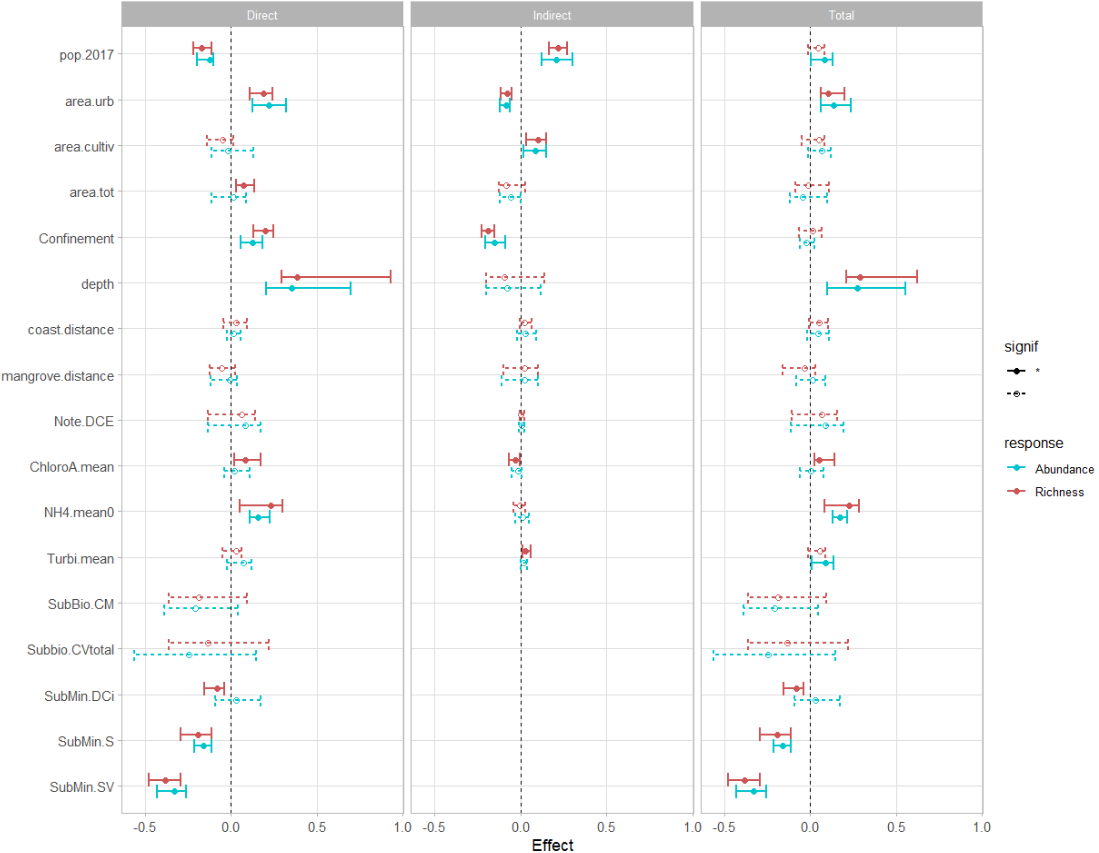 Direct Indirect Total
pop.2017
area.urb
area.cultiv
area.tot
Confinement
depth
coast.distance
mangrove.distance
Note.DCE
ChloroA.mean
NH4.mean0
Turbi.mean
SubBio.CM
Subbio.CVtotal
SubMin.DCi
SubMin.S
SubMin.SV
-0.5 0.0 0.5 1.0 -0.5 0.0 0.5 1.0 -0.5 0.0 0.5 1.0
Effect
signif
*
response
Abundance
Richness